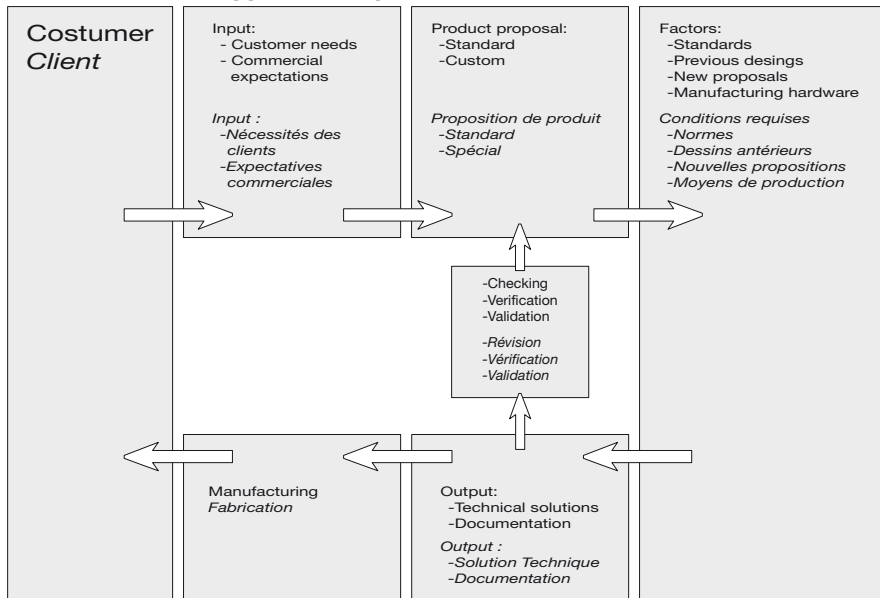 Costumer
Client
Input:
- Customer needs
- Commercial
expectations
Input :
-Nécessités des
clients
-Expectatives
commerciales
Product proposal:
-Standard
-Custom
Proposition de produit
-Standard
-Spécial
Factors:
-Standards
-Previous desings
-New proposals
-Manufacturing hardware
Conditions requises
-Normes
-Dessins antérieurs
-Nouvelles propositions
-Moyens de production
-Checking
-Verification
-Validation
-Révision
-Vérification
-Validation
Manufacturing
Fabrication
Output:
-Technical solutions
-Documentation
Output :
-Solution Technique
-Documentation